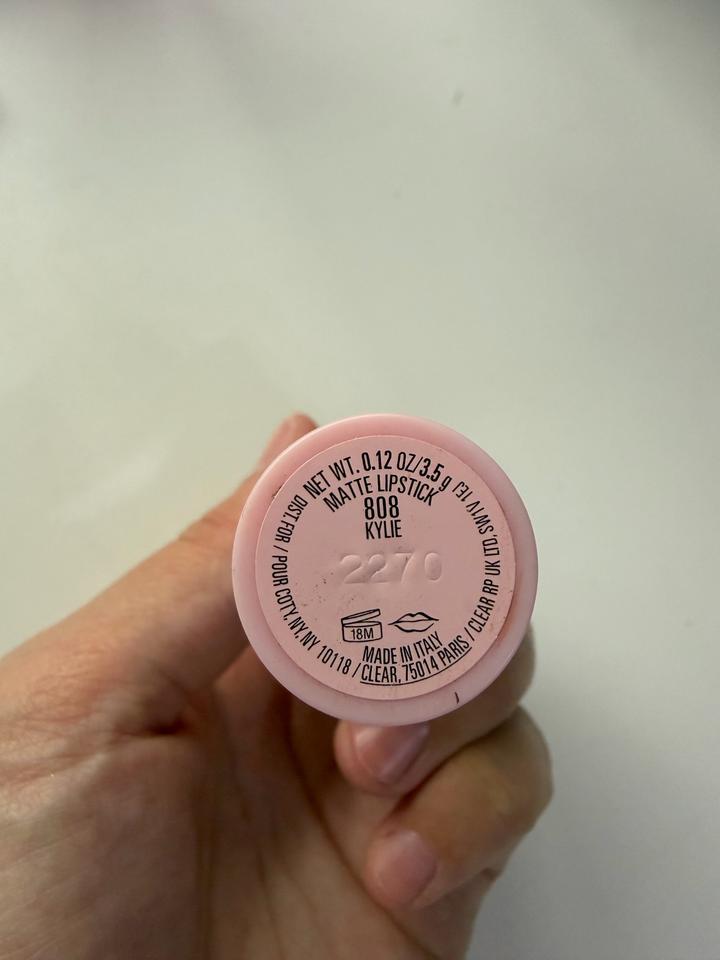 NET WT. 0.12 OZ/3.5 g
MATTE LIPSTICK
808
KYLIE
2270
18M
MADE IN ITALY
DIST. FOR / POUR COTY, NY, NY 10118 / CLEAR, 75014 PARIS / CLEAR RP UK LTD, SW1V 1EJ